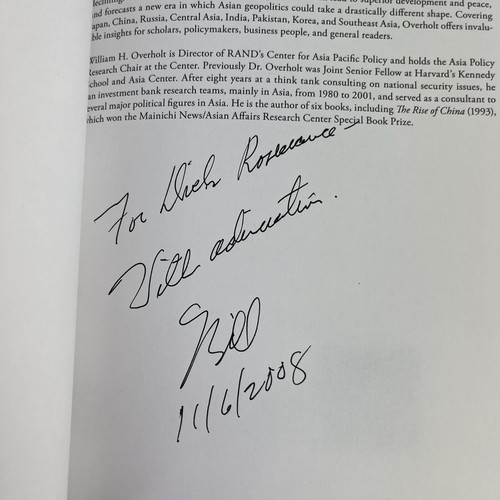 and forecasts a new era in which Asian geopolitics could take a drastically different shape. Covering
apan, China, Russia, Central Asia, India, Pakistan, Korea, and Southeast Asia, Overholt offers invalu-
ble insights for scholars, policymakers, business people, and general readers.
William H. Overholt is Director of RAND's Center for Asia Pacific Policy and holds the Asia Policy
Research Chair at the Center. Previously Dr. Overholt was Joint Senior Fellow at Harvard's Kennedy
School and Asia Center. After eight years at a think tank consulting on national security issues, he
an investment bank research teams, mainly in Asia, from 1980 to 2001, and served as a consultant to
everal major political figures in Asia. He is the author of six books, including The Rise of China (1993),
which won the Mainichi News/Asian Affairs Research Center Special Book Prize.
For Dick Rosecrance -
With admiration.
Bill
11/6/2008